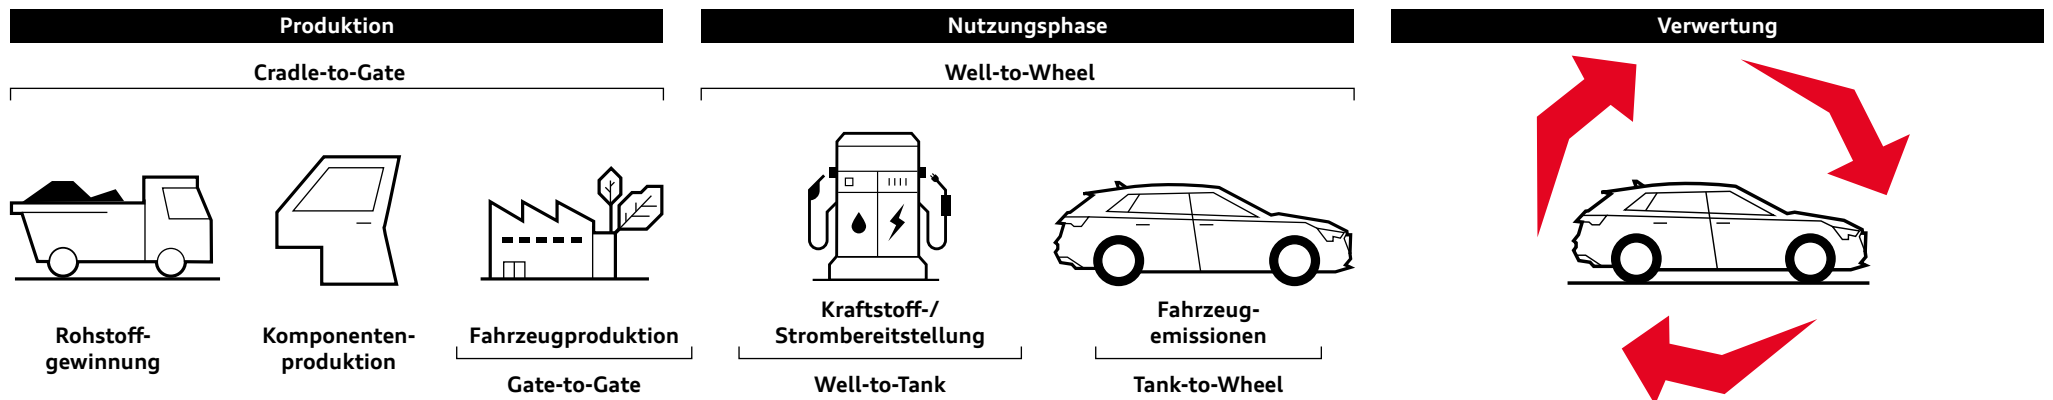 Produktion
Cradle-to-Gate
Rohstoff-
gewinnung
Komponenten-
produktion
Fahrzeugproduktion
Gate-to-Gate
Nutzungsphase
Well-to-Wheel
Kraftstoff-/
Strombereitstellung
Well-to-Tank
Fahrzeug-
emissionen
Tank-to-Wheel
Verwertung